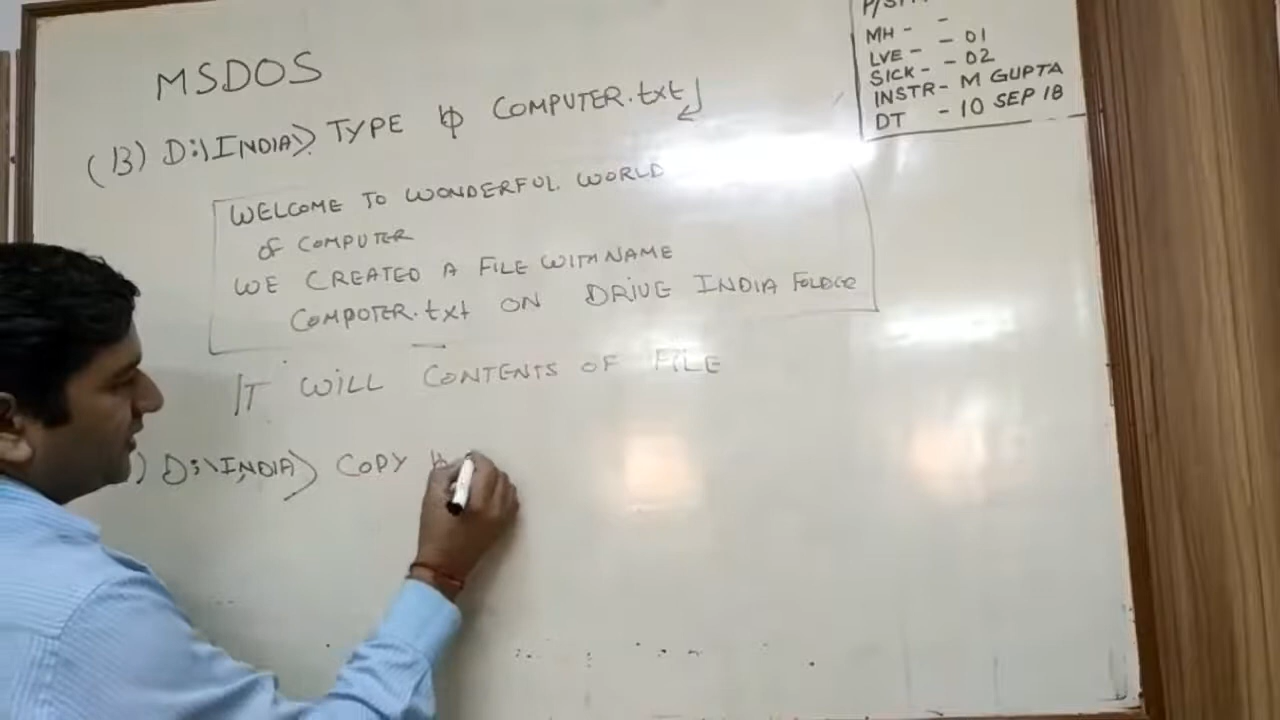 MSDOS
(B) D:\INDIA> TYPE ␢ COMPUTER.txt↲
WELCOME TO WONDERFUL WORLD
OF COMPUTER
WE CREATED A FILE WITH NAME
COMPUTER.txt ON DRIVE INDIA FOLDER
IT WILL CONTENTS OF FILE
) D:\INDIA> COPY
MH - -
LVE - - 01
SICK - - 02
INSTR - M GUPTA
DT - 10 SEP 18